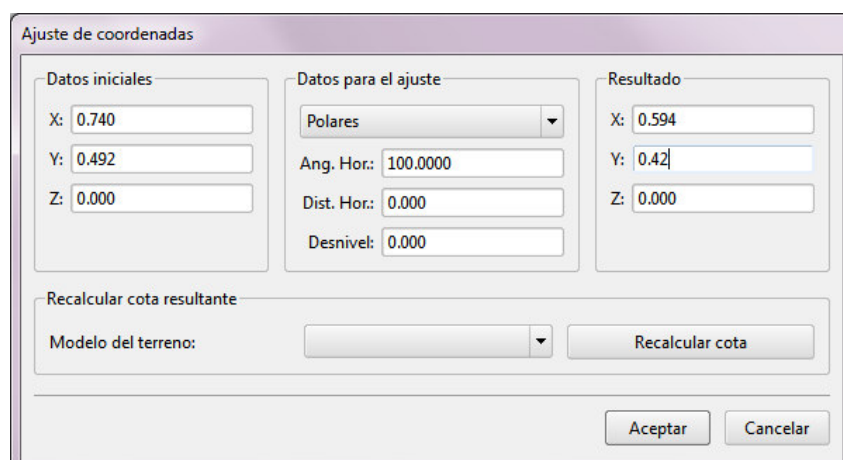 Ajuste de coordenadas
Datos iniciales
X: 0.740
Y: 0.492
Z: 0.000
Datos para el ajuste
Polares
Ang. Hor.: 100.0000
Dist. Hor.: 0.000
Desnivel: 0.000
Resultado
X: 0.594
Y: 0.42
Z: 0.000
Recalcular cota resultante
Modelo del terreno:
Recalcular cota
Aceptar
Cancelar